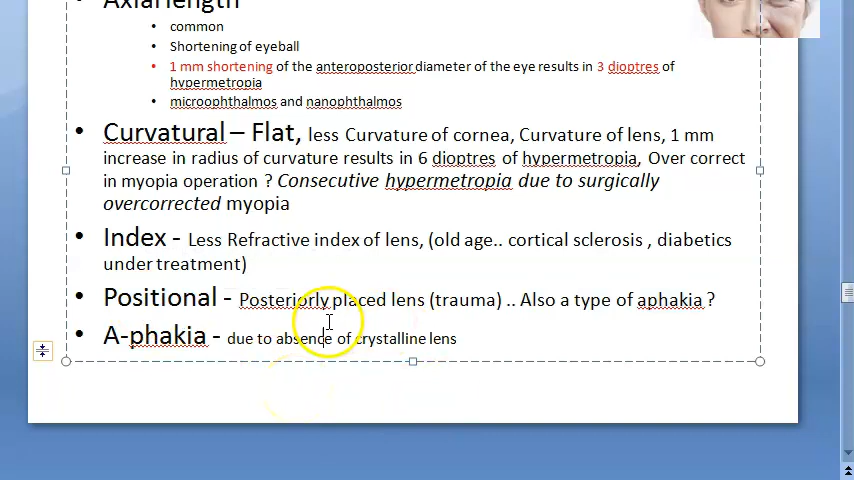 Axial length
• common
• Shortening of eyeball
• 1 mm shortening of the anteroposterior diameter of the eye results in 3 dioptres of
hypermetropia
• microophthalmos and nanophthalmos
• Curvatural – Flat, less Curvature of cornea, Curvature of lens, 1 mm
increase in radius of curvature results in 6 dioptres of hypermetropia, Over correct
in myopia operation ? Consecutive hypermetropia due to surgically
overcorrected myopia
• Index - Less Refractive index of lens, (old age.. cortical sclerosis , diabetics
under treatment)
• Positional - Posteriorly placed lens (trauma) .. Also a type of aphakia ?
• A-phakia - due to absence of crystalline lens